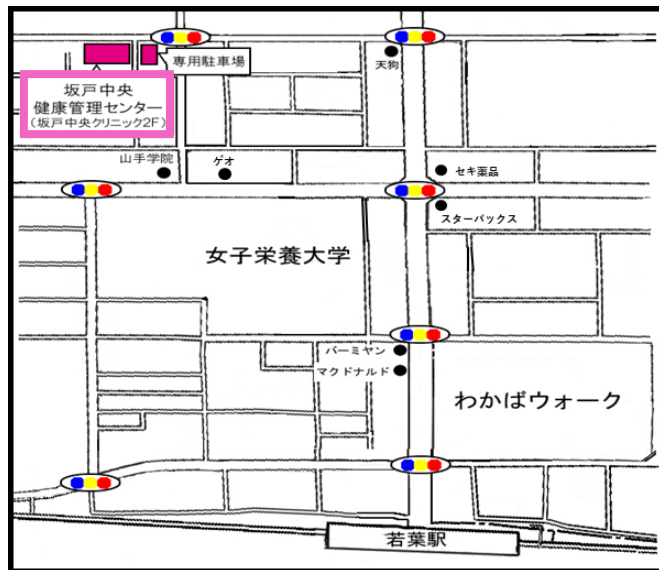 専用駐車場
天狗
坂戸中央
健康管理センター
(坂戸中央クリニック2F)
山手学院
ゲオ
セキ薬品
スターバックス
女子栄養大学
バーミヤン
マクドナルド
わかばウォーク
若葉駅